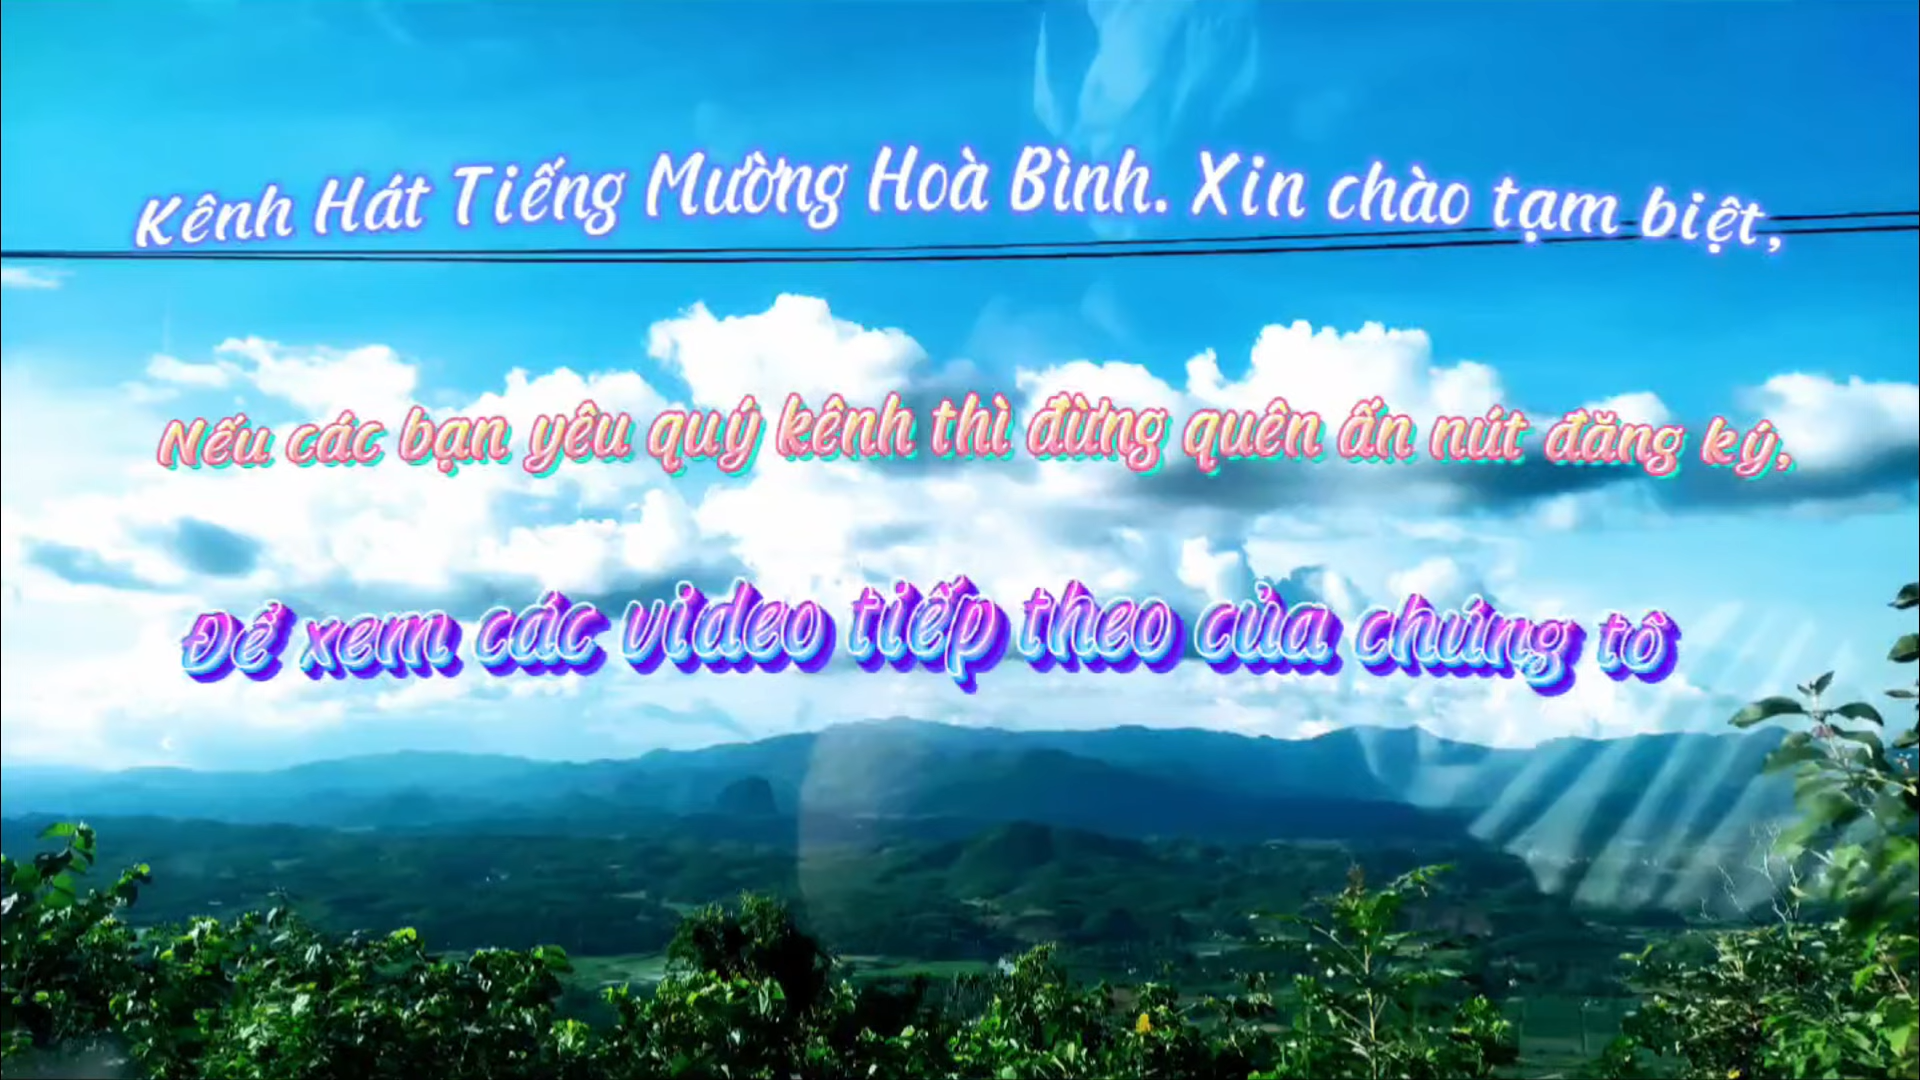 Kênh Hát Tiếng Mường Hoà Bình. Xin chào tạm biệt,
Nếu các bạn yêu quý kênh thì đừng quên ấn nút đăng ký,
Để xem các video tiếp theo của chúng tô